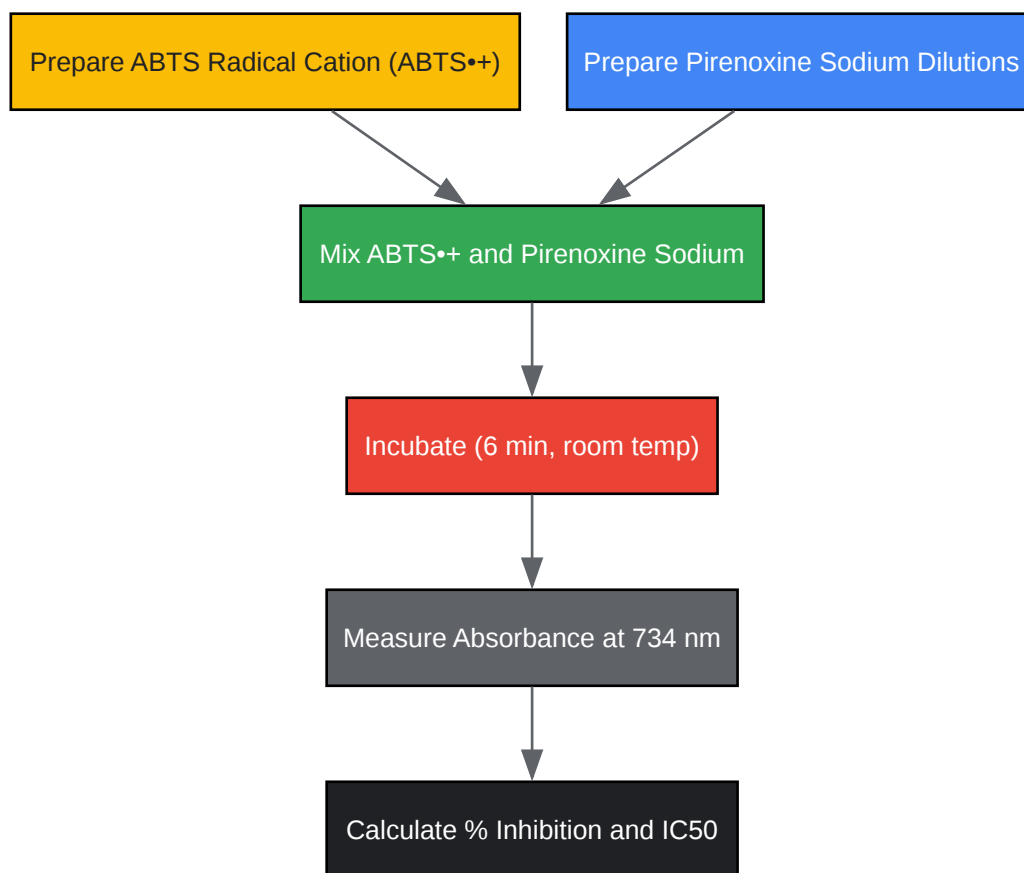 Prepare ABTS Radical Cation (ABTS•+)
Prepare Pirenoxine Sodium Dilutions
Mix ABTS•+ and Pirenoxine Sodium
Incubate (6 min, room temp)
Measure Absorbance at 734 nm
Calculate % Inhibition and IC50